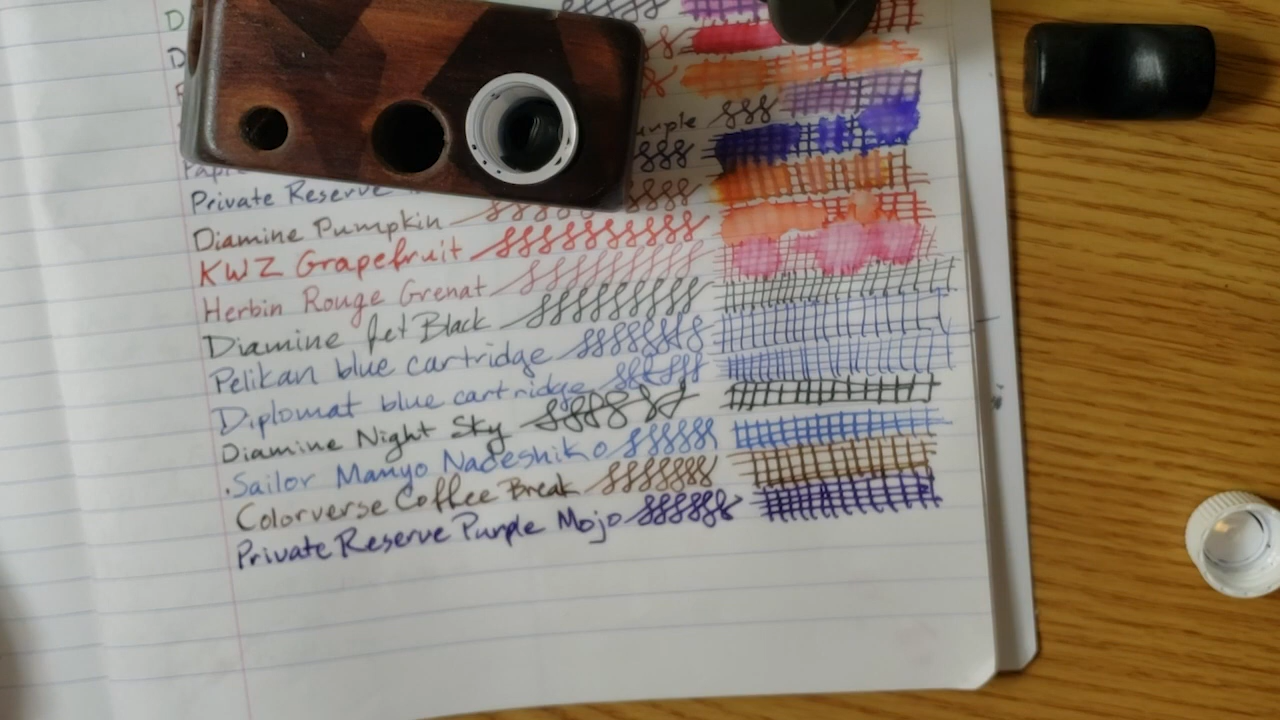 D
D
urple
Private Reserve
Diamine Pumpkin
KWZ Grapefruit
Herbin Rouge Grenat
Diamine Jet Black
Pelikan blue cartridge
Diplomat blue cartridge
Diamine Night Sky
Sailor Manyo Nadeshiko
Colorverse Coffee Break
Private Reserve Purple Mojo